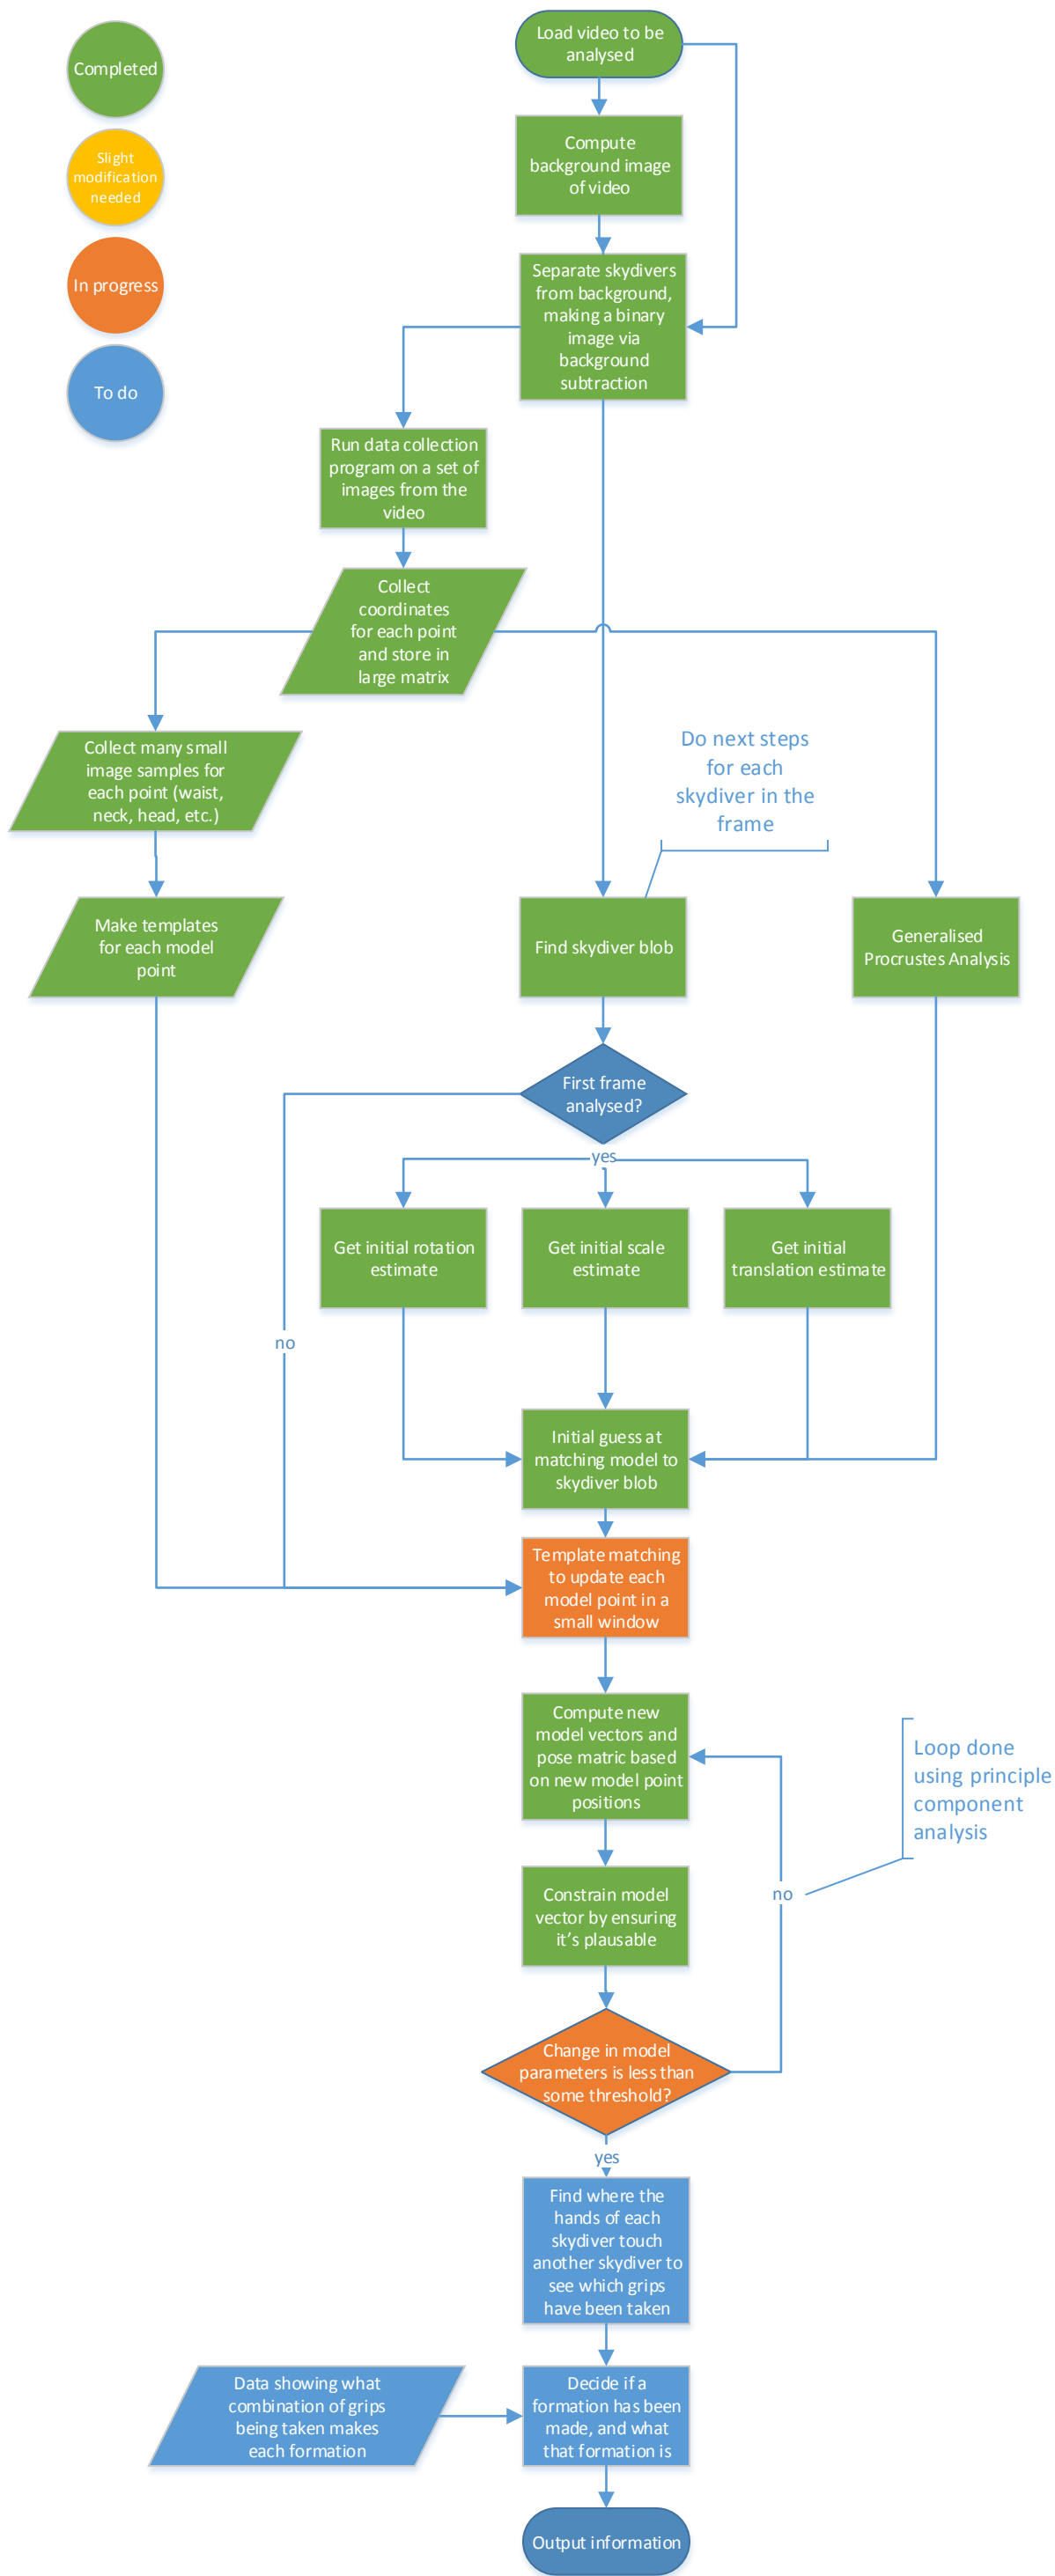 Completed
Slight
modification
needed
In progress
To do
Load video to be
analysed
Compute
background image
of video
Separate skydivers
from background,
making a binary
image via
background
subtraction
Run data collection
program on a set of
images from the
video
Collect
coordinates
for each point
and store in
large matrix
Collect many small
image samples for
each point (waist,
neck, head, etc.)
Do next steps
for each
skydiver in the
frame
Make templates
for each model
point
Find skydiver blob
Generalised
Procrustes Analysis
First frame
analysed?
yes
Get initial rotation
estimate
Get initial scale
estimate
Get initial
translation estimate
no
Initial guess at
matching model to
skydiver blob
Template matching
to update each
model point in a
small window
Compute new
model vectors and
pose matric based
on new model point
positions
Loop done
using principle
component
analysis
Constrain model
vector by ensuring
it's plausable
no
Change in model
parameters is less than
some threshold?
yes
Find where the
hands of each
skydiver touch
another skydiver to
see which grips
have been taken
Data showing what
combination of grips
being taken makes
each formation
Decide if a
formation has been
made, and what
that formation is
Output information